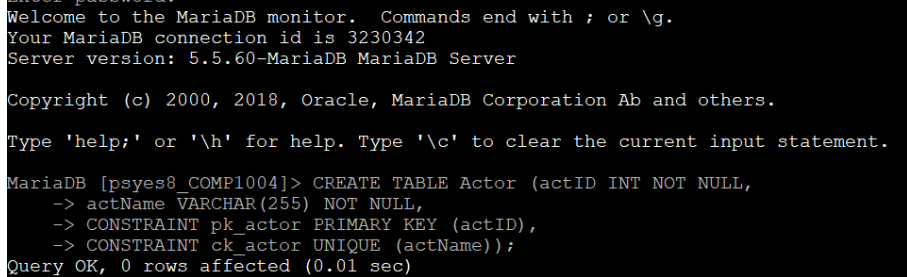 Enter password:
Welcome to the MariaDB monitor.  Commands end with ; or \g.
Your MariaDB connection id is 3230342
Server version: 5.5.60-MariaDB MariaDB Server
Copyright (c) 2000, 2018, Oracle, MariaDB Corporation Ab and others.
Type 'help;' or '\h' for help. Type '\c' to clear the current input statement.
MariaDB [psyes8_COMP1004]> CREATE TABLE Actor (actID INT NOT NULL,
    -> actName VARCHAR(255) NOT NULL,
    -> CONSTRAINT pk_actor PRIMARY KEY (actID),
    -> CONSTRAINT ck_actor UNIQUE (actName));
Query OK, 0 rows affected (0.01 sec)